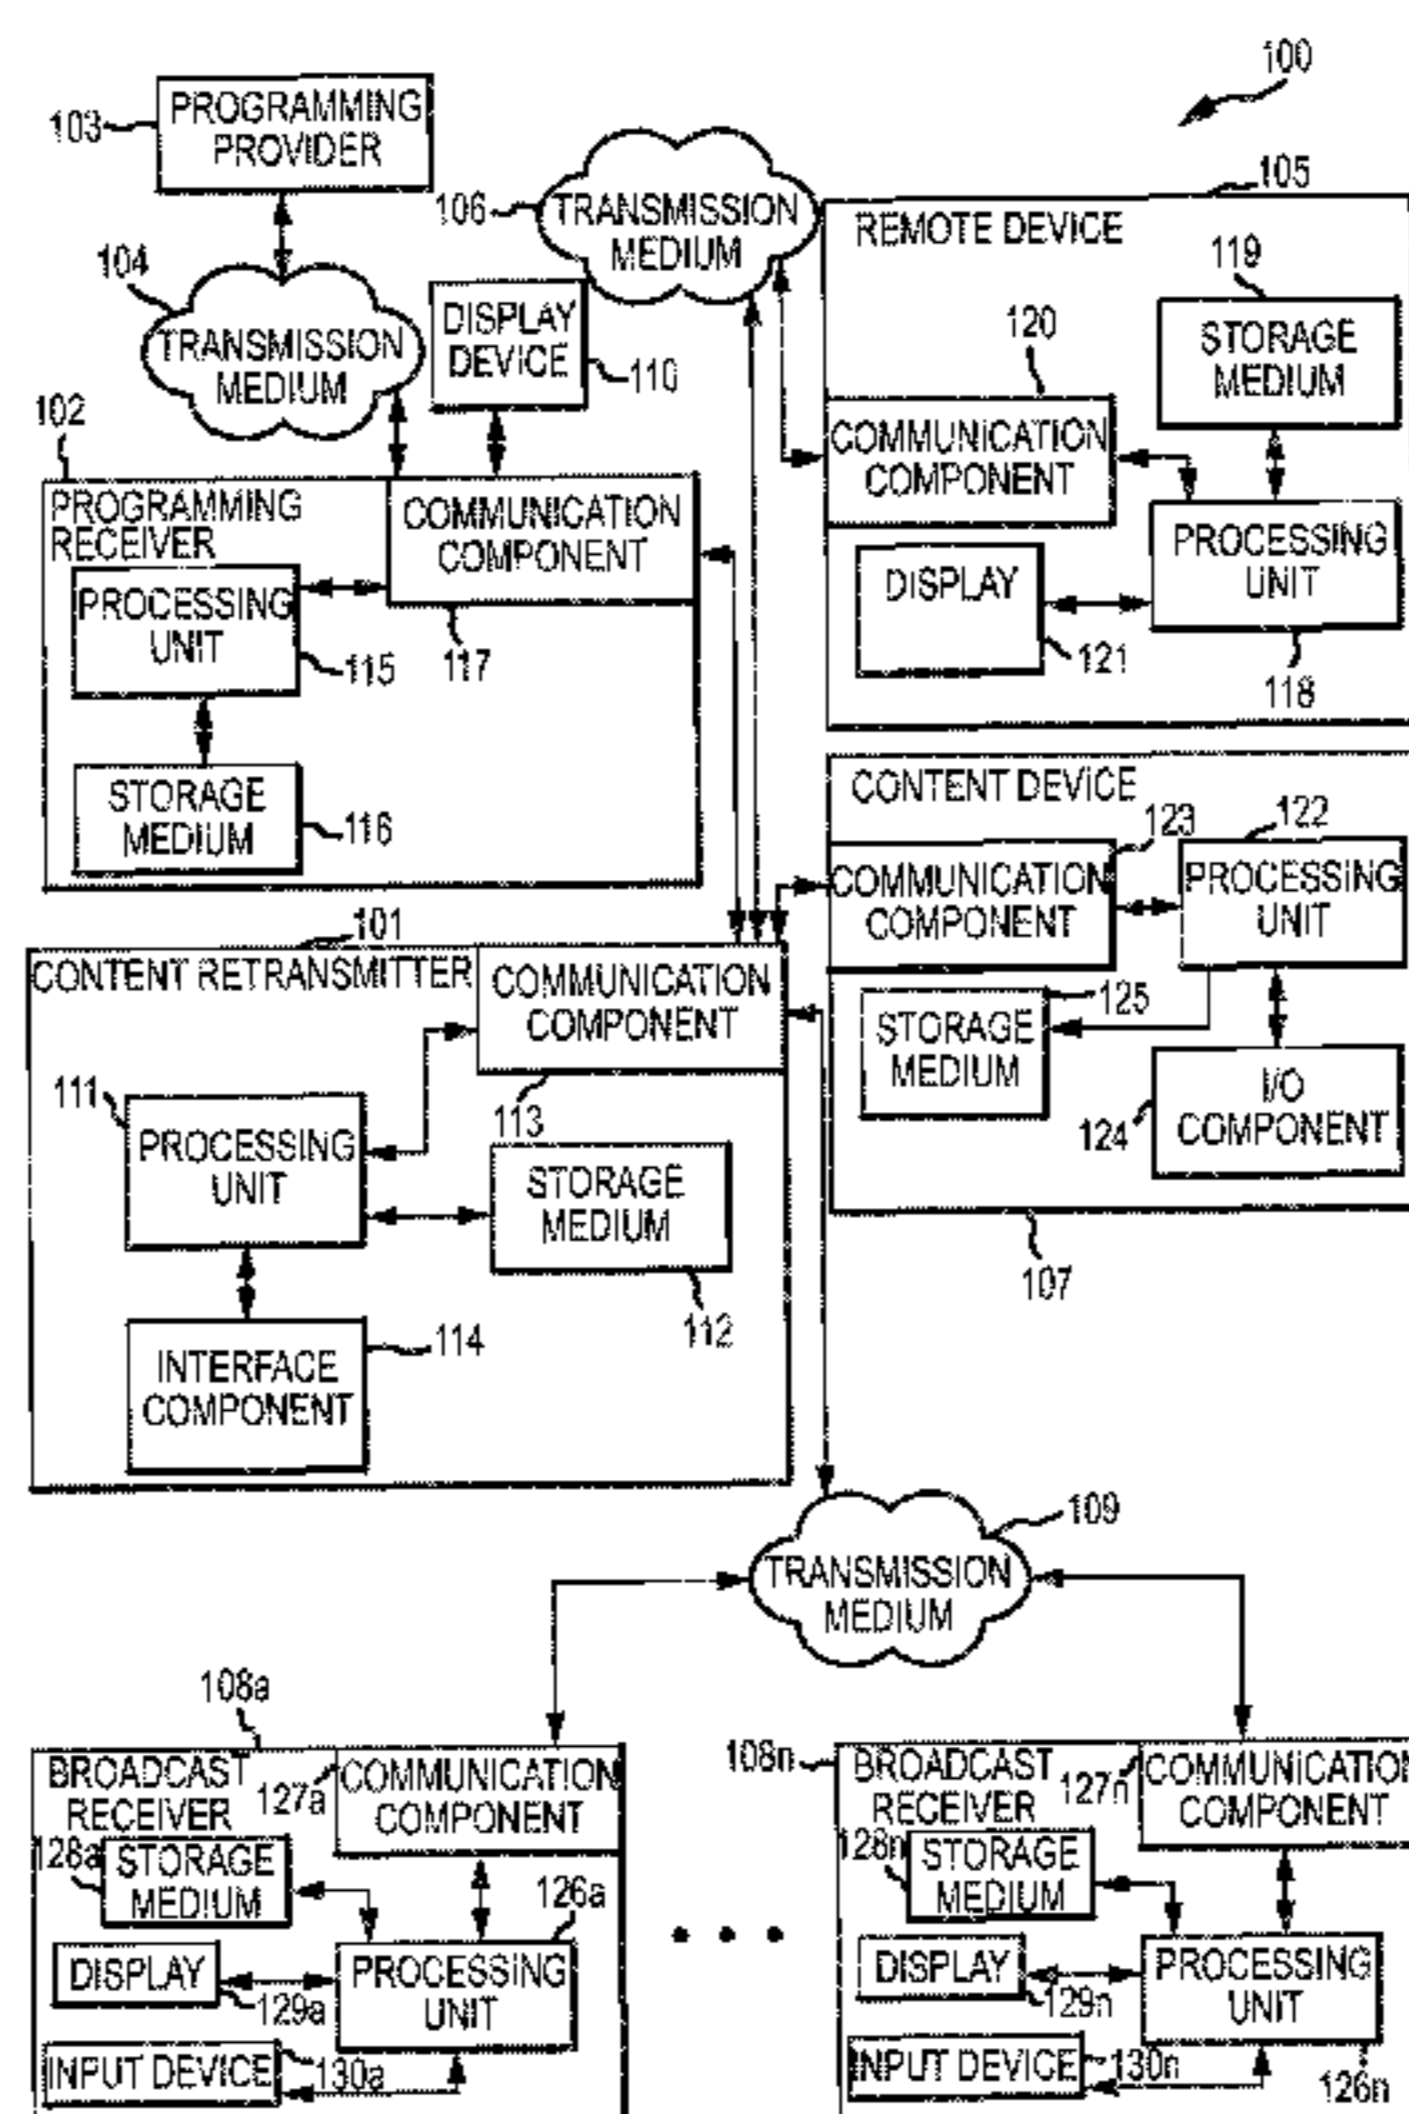 100
PROGRAMMING
PROVIDER
103
106
TRANSMISSION
MEDIUM
105
REMOTE DEVICE
119
STORAGE
MEDIUM
104
TRANSMISSION
MEDIUM
DISPLAY
DEVICE
110
120
COMMUNICATION
COMPONENT
PROCESSING
UNIT
DISPLAY
121
118
102
PROGRAMMING
RECEIVER
COMMUNICATION
COMPONENT
PROCESSING
UNIT
115
117
STORAGE
MEDIUM
116
CONTENT DEVICE
123
122
COMMUNICATION
COMPONENT
PROCESSING
UNIT
125
STORAGE
MEDIUM
I/O
COMPONENT
124
107
101
CONTENT RETRANSMITTER
COMMUNICATION
COMPONENT
111
PROCESSING
UNIT
113
STORAGE
MEDIUM
112
INTERFACE
COMPONENT
114
109
TRANSMISSION
MEDIUM
108a
BROADCAST
RECEIVER
127a
COMMUNICATION
COMPONENT
128a
STORAGE
MEDIUM
126a
DISPLAY
129a
PROCESSING
UNIT
INPUT DEVICE
130a
108n
BROADCAST
RECEIVER
127n
COMMUNICATION
COMPONENT
128n
STORAGE
MEDIUM
DISPLAY
129n
PROCESSING
UNIT
INPUT DEVICE
130n
126n